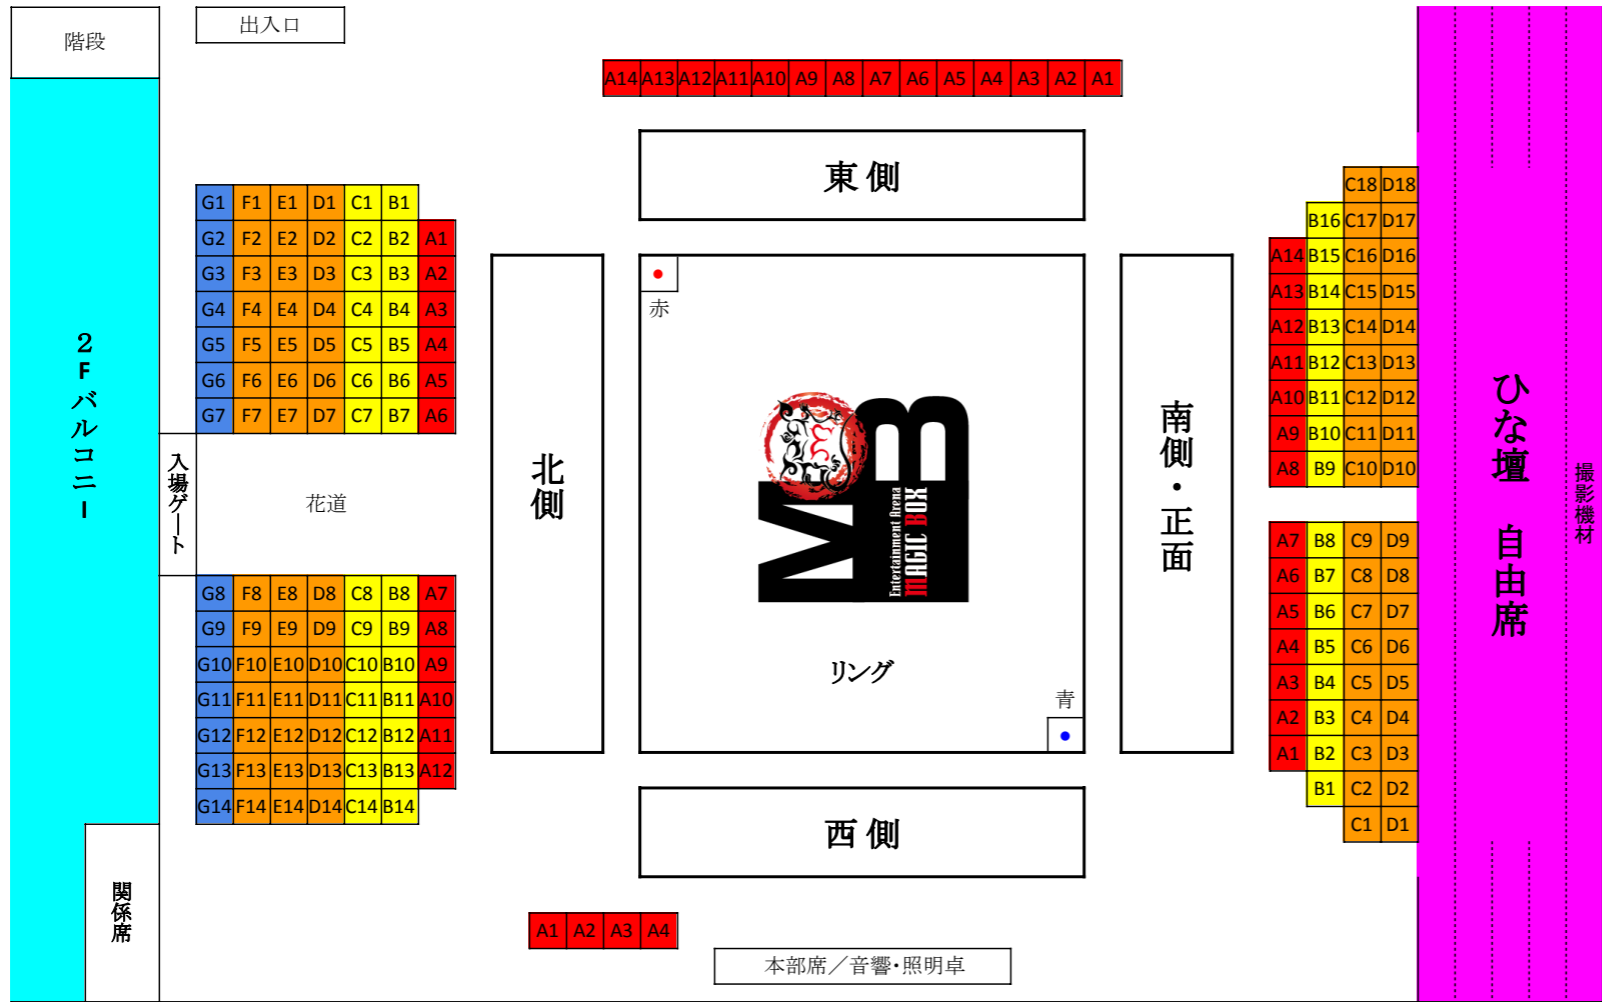 階段
出入口
A14 A13 A12 A11 A10 A9 A8 A7 A6 A5 A4 A3 A2 A1
東側
G1 F1 E1 D1 C1 B1
G2 F2 E2 D2 C2 B2 A1
G3 F3 E3 D3 C3 B3 A2
G4 F4 E4 D4 C4 B4 A3
G5 F5 E5 D5 C5 B5 A4
G6 F6 E6 D6 C6 B6 A5
G7 F7 E7 D7 C7 B7 A6
2Fバルコニー
入場ゲート
花道
G8 F8 E8 D8 C8 B8 A7
G9 F9 E9 D9 C9 B9 A8
G10 F10 E10 D10 C10 B10 A9
G11 F11 E11 D11 C11 B11 A10
G12 F12 E12 D12 C12 B12 A11
G13 F13 E13 D13 C13 B13 A12
G14 F14 E14 D14 C14 B14
関係席
北側
赤
MB
Entertainment Arena
MAGIC BOX
リング
青
南側・正面
C18 D18
B16 C17 D17
A14 B15 C16 D16
A13 B14 C15 D15
A12 B13 C14 D14
A11 B12 C13 D13
A10 B11 C12 D12
A9 B10 C11 D11
A8 B9 C10 D10
A7 B8 C9 D9
A6 B7 C8 D8
A5 B6 C7 D7
A4 B5 C6 D6
A3 B4 C5 D5
A2 B3 C4 D4
A1 B2 C3 D3
B1 C2 D2
C1 D1
ひな壇 自由席
撮影機材
西側
A1 A2 A3 A4
本部席／音響・照明卓